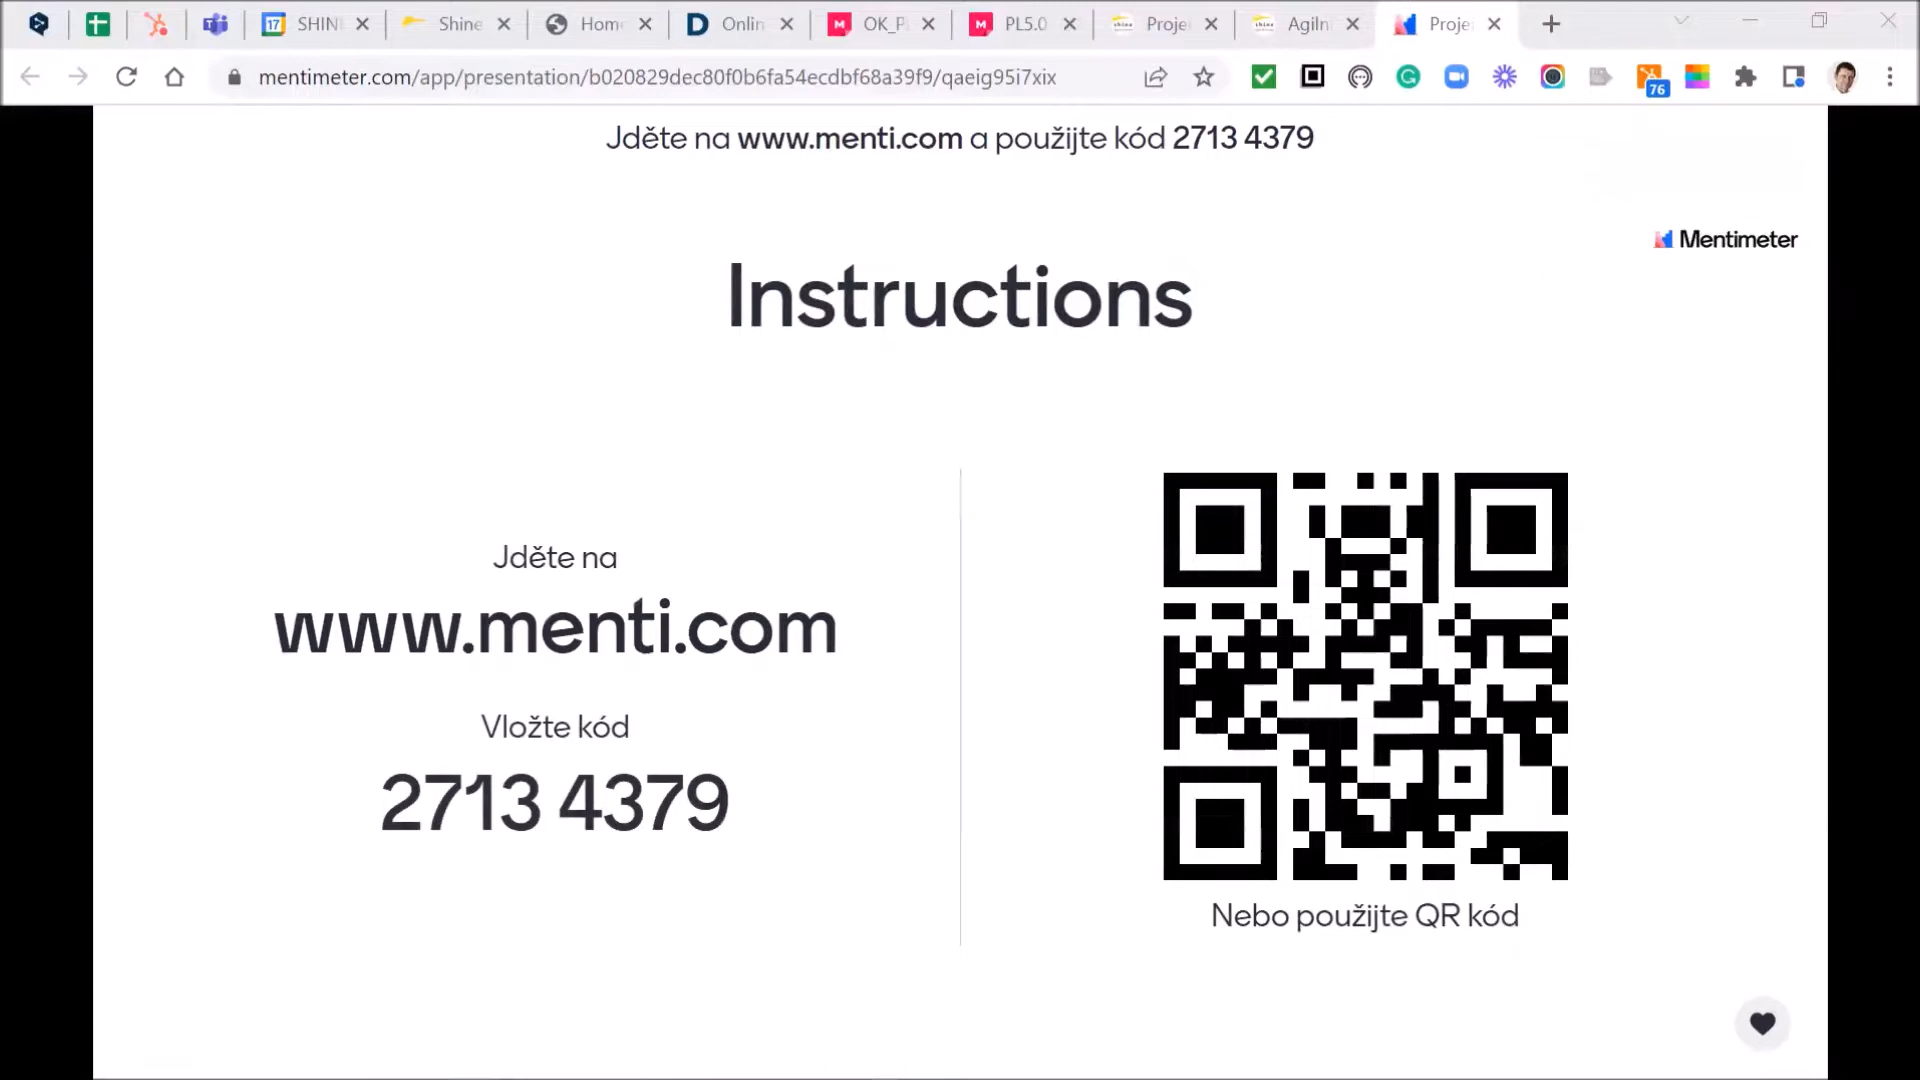 17 SHIN Shine Hom Onlin OK_P PL5.0 Proje Agiln Proje
mentimeter.com/app/presentation/b020829dec80f0b6fa54ecdbf68a39f9/qaeig95i7xix 76
Jděte na www.menti.com a použijte kód 2713 4379
Mentimeter
Instructions
Jděte na
www.menti.com
Vložte kód
2713 4379
Nebo použijte QR kód